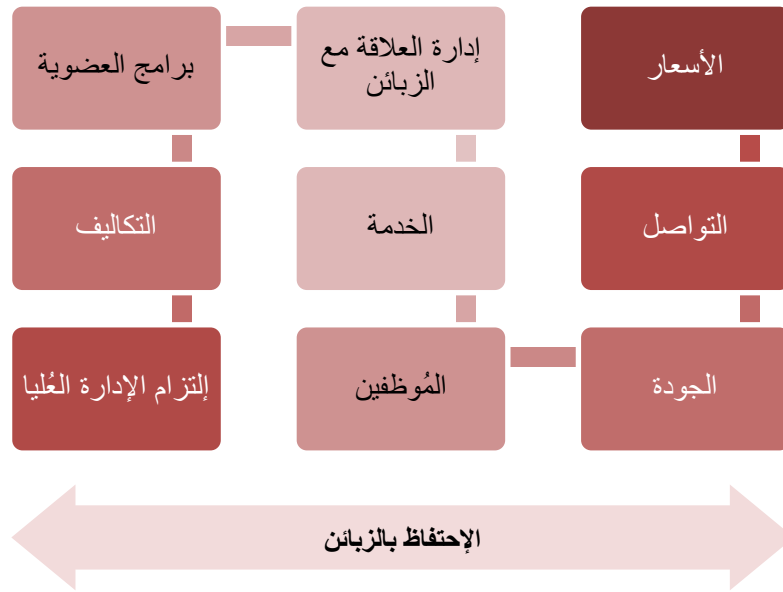 الأسعار
التواصل
الجودة
المُوظفين
الخدمة
إدارة العلاقة مع
الزبائن
برامج العضوية
التكاليف
إلتزام الإدارة العُليا
الإحتفاظ بالزبائن